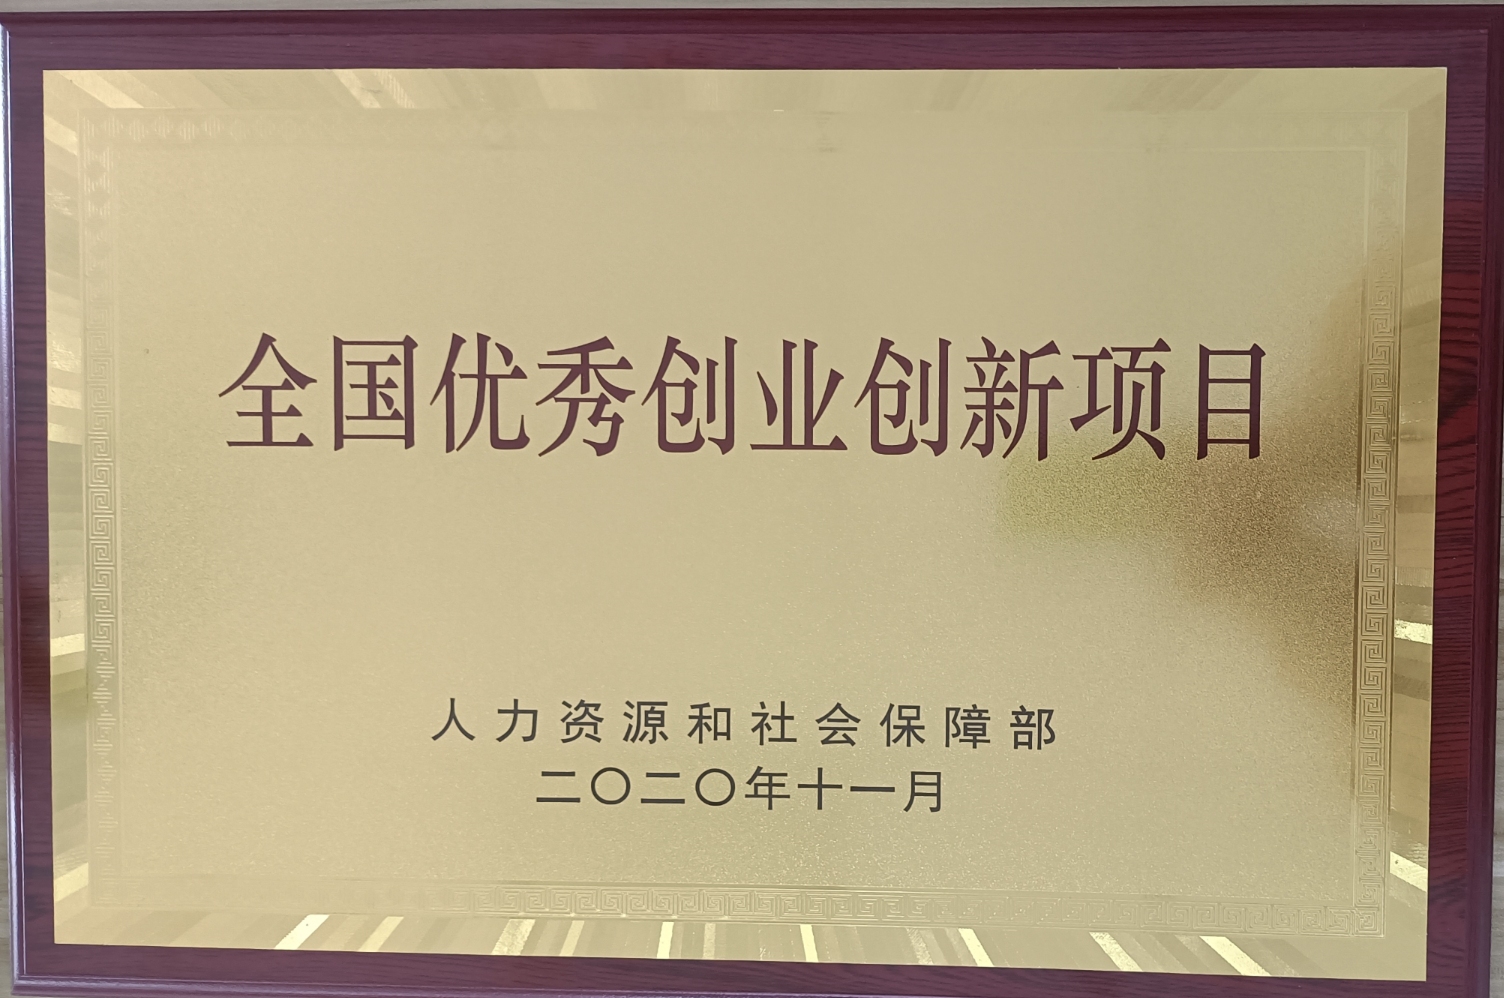 全国优秀创业创新项目
人力资源和社会保障部
二〇二〇年十一月